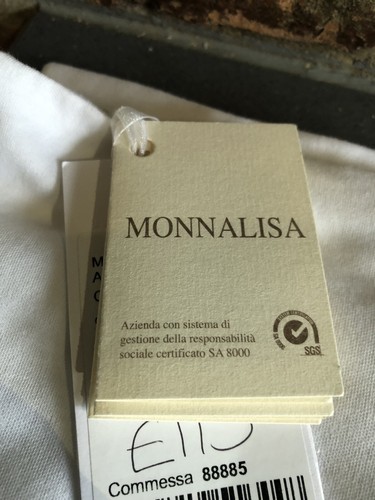 MONNALISA
Azienda con sistema di
gestione della responsabilità
sociale certificato SA 8000
SGS
M
A
Commessa 88885